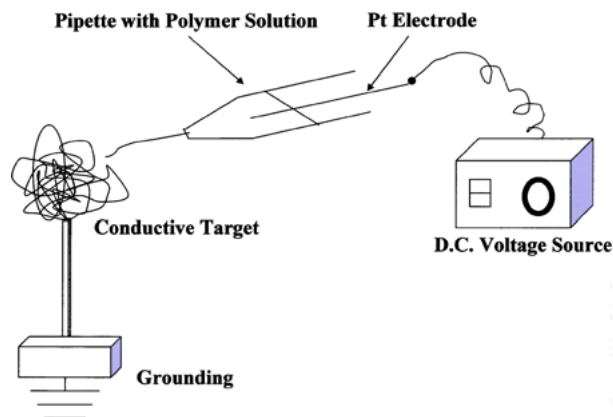 Pipette with Polymer Solution
Pt Electrode
Conductive Target
D.C. Voltage Source
Grounding